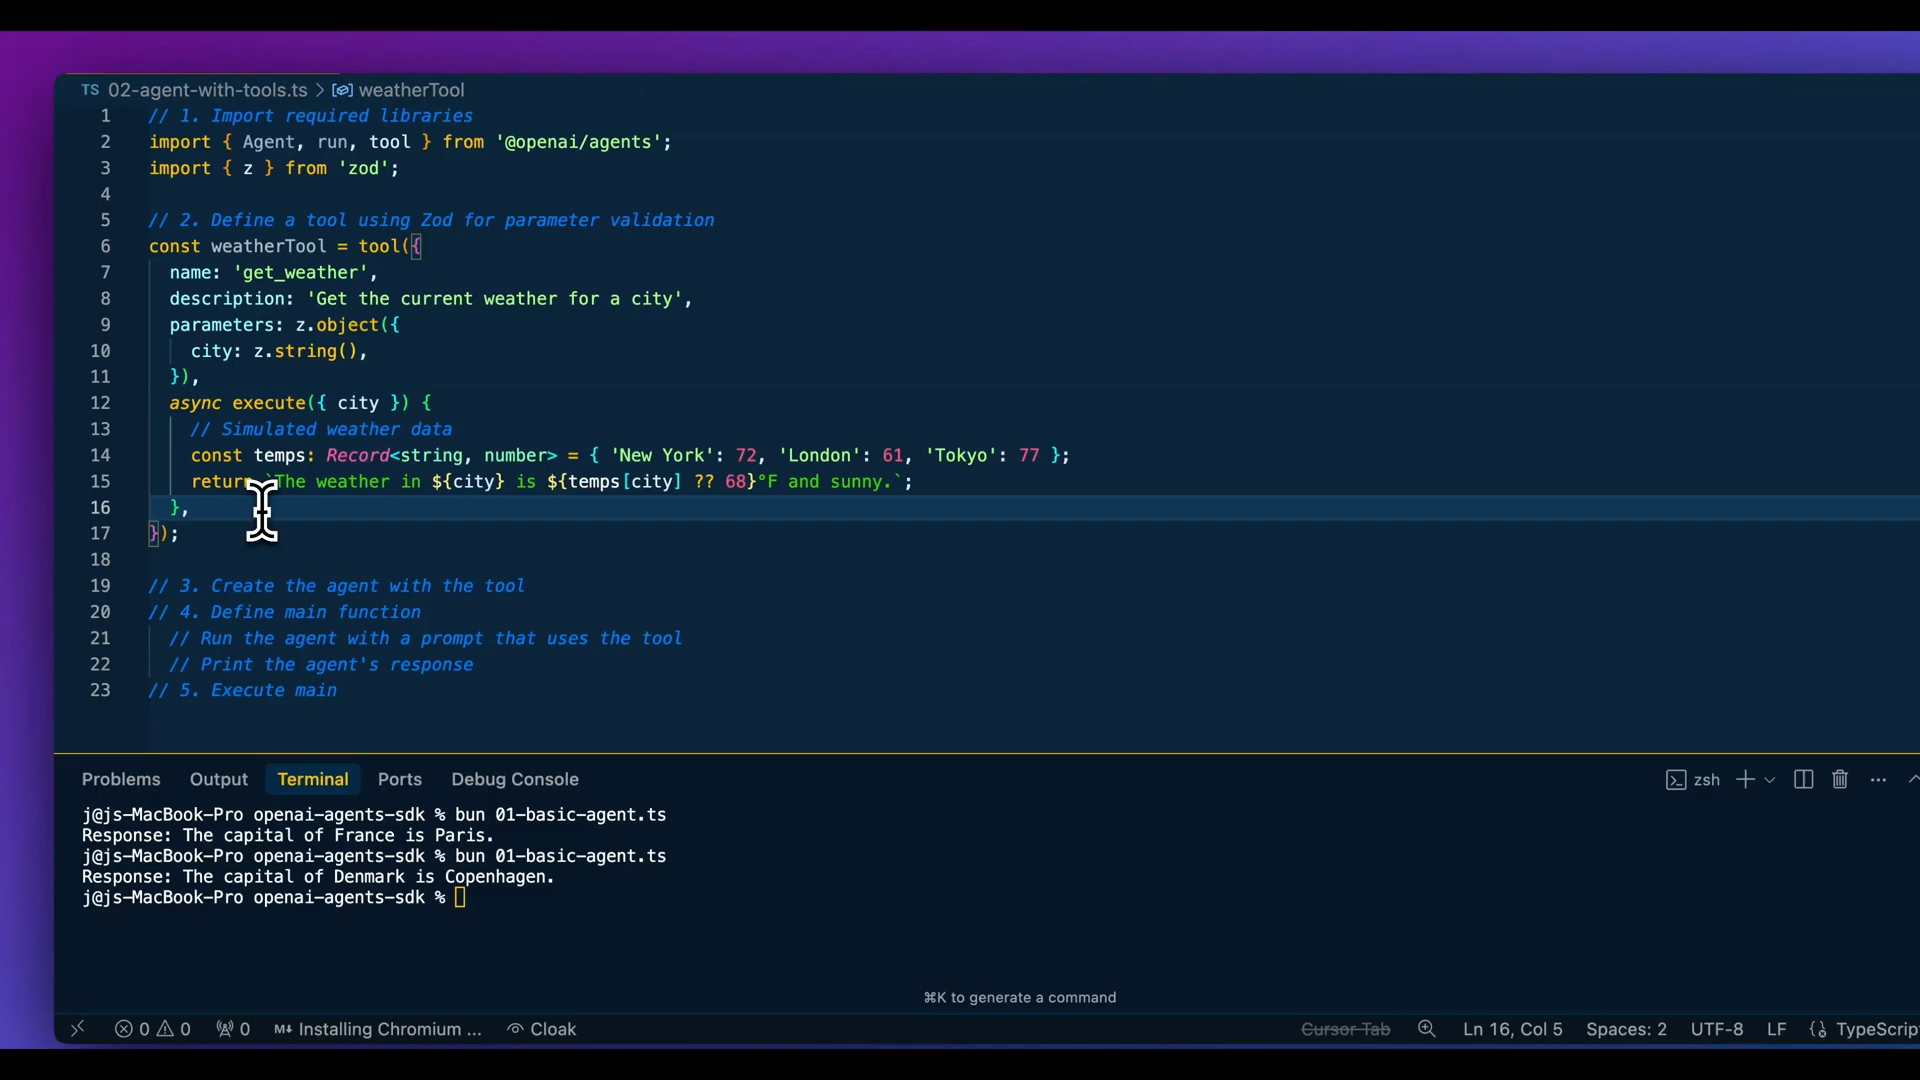 TS 02-agent-with-tools.ts > weatherTool
1 // 1. Import required libraries
2 import { Agent, run, tool } from '@openai/agents';
3 import { z } from 'zod';
4
5 // 2. Define a tool using Zod for parameter validation
6 const weatherTool = tool({
7 name: 'get_weather',
8 description: 'Get the current weather for a city',
9 parameters: z.object({
10 city: z.string(),
11 }),
12 async execute({ city }) {
13 // Simulated weather data
14 const temps: Record<string, number> = { 'New York': 72, 'London': 61, 'Tokyo': 77 };
15 return `The weather in ${city} is ${temps[city] ?? 68}°F and sunny.`;
16 },
17 });
18
19 // 3. Create the agent with the tool
20 // 4. Define main function
21 // Run the agent with a prompt that uses the tool
22 // Print the agent's response
23 // 5. Execute main
Problems Output Terminal Ports Debug Console zsh
j@js-MacBook-Pro openai-agents-sdk % bun 01-basic-agent.ts
Response: The capital of France is Paris.
j@js-MacBook-Pro openai-agents-sdk % bun 01-basic-agent.ts
Response: The capital of Denmark is Copenhagen.
j@js-MacBook-Pro openai-agents-sdk %
⌘K to generate a command
0 0 0 M↓ Installing Chromium ... Cloak Cursor Tab Ln 16, Col 5 Spaces: 2 UTF-8 LF {} TypeScrip